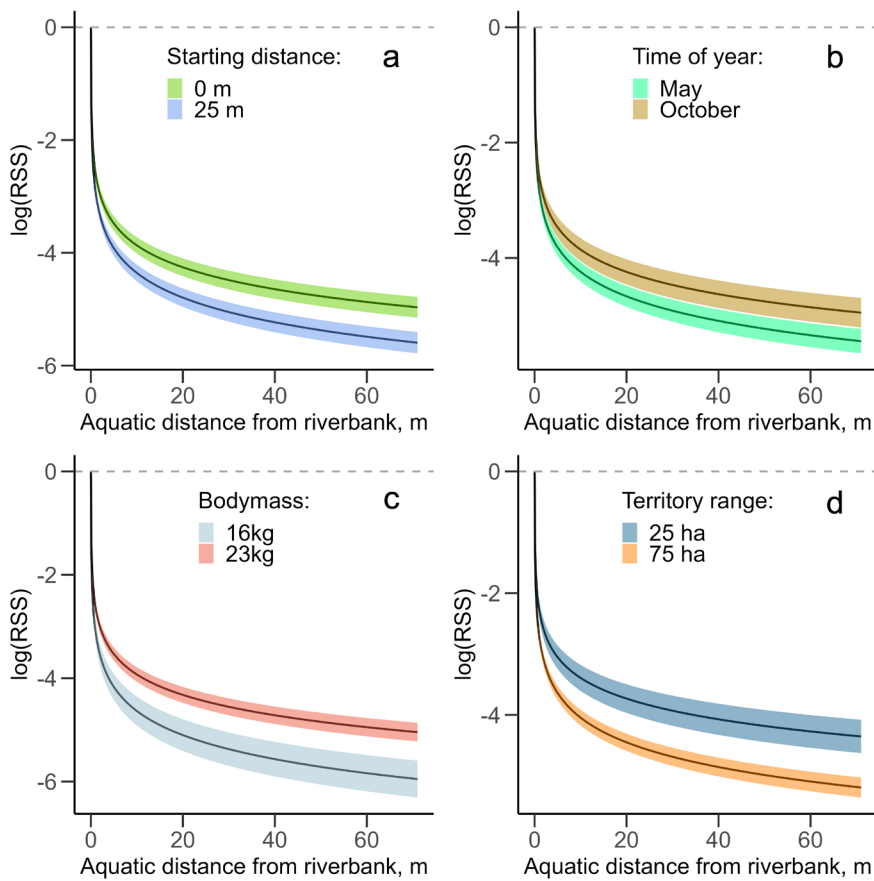 Starting distance:
a
0 m
25 m
0
-2
-4
-6
log(RSS)
0
20
40
60
Aquatic distance from riverbank, m
Time of year:
b
May
October
0
-2
-4
log(RSS)
0
20
40
60
Aquatic distance from riverbank, m
Bodymass:
c
16kg
23kg
0
-2
-4
-6
log(RSS)
0
20
40
60
Aquatic distance from riverbank, m
Territory range:
d
25 ha
75 ha
0
-2
-4
log(RSS)
0
20
40
60
Aquatic distance from riverbank, m